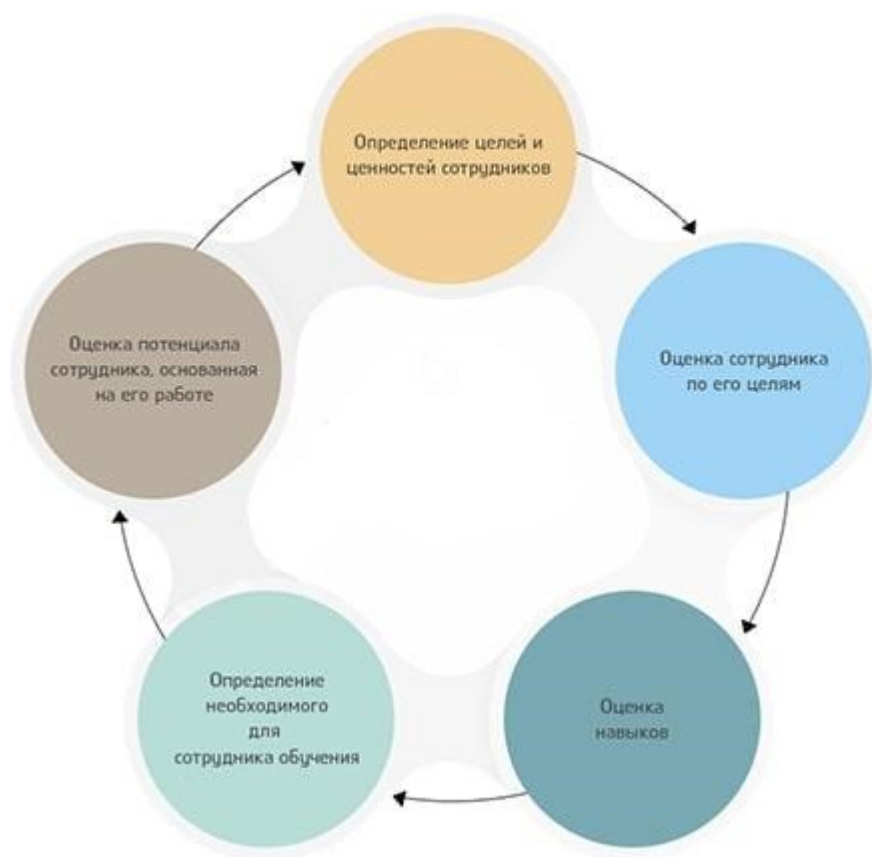 Определение целей и
ценностей сотрудников
Оценка сотрудника
по его целям
Оценка
навыков
Определение
необходимого
для
сотрудника обучения
Оценка потенциала
сотрудника, основанная
на его работе